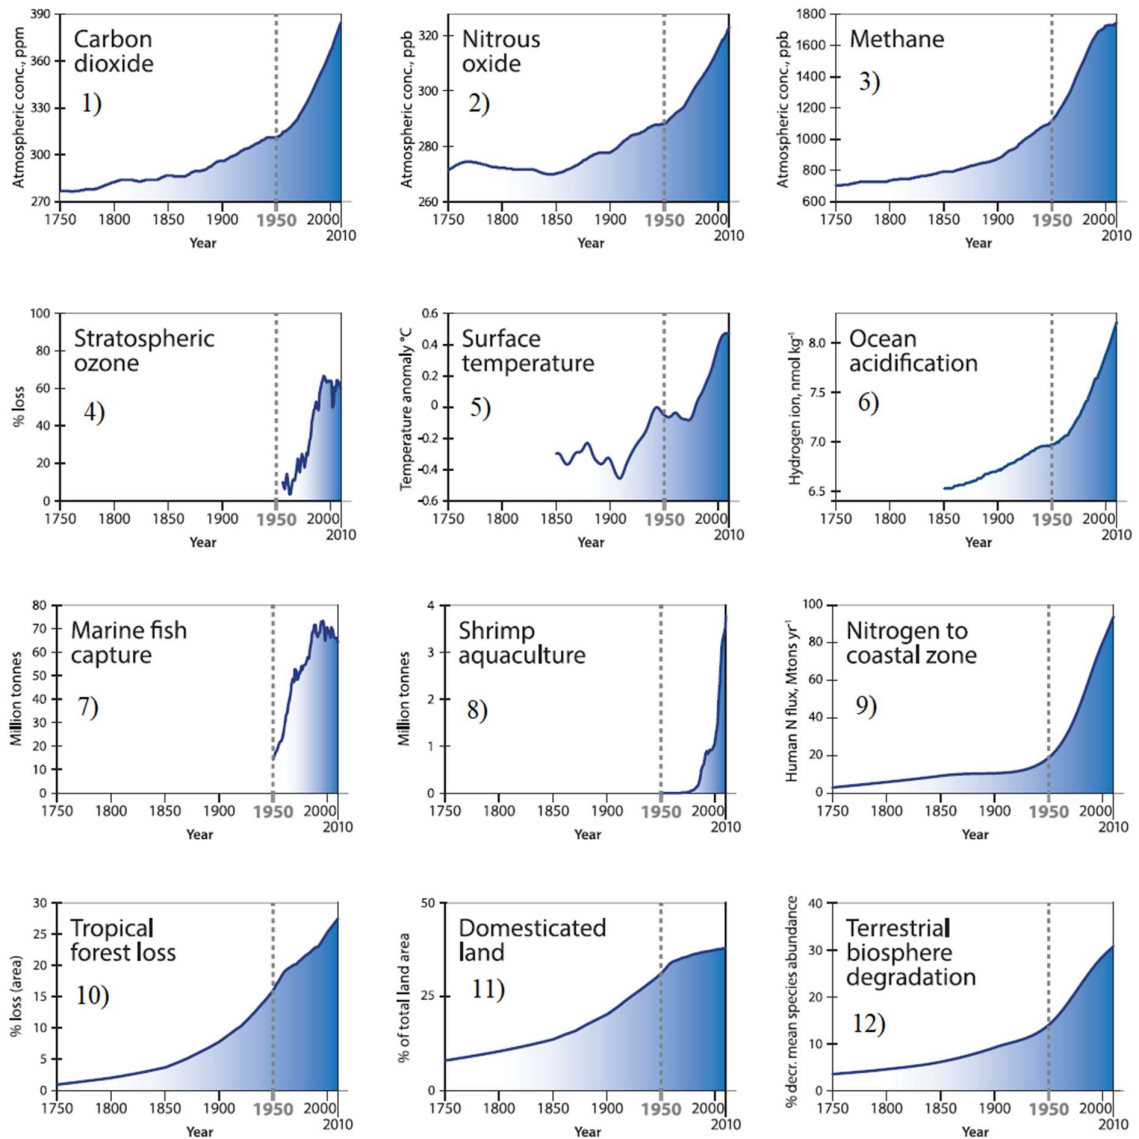 390
360
330
300
270
Atmospheric conc., ppm
Carbon
dioxide
1)
1750 1800 1850 1900 1950 2000
2010
Year
320
300
280
260
Atmospheric conc., ppb
Nitrous
oxide
2)
1750 1800 1850 1900 1950 2000
2010
Year
1800
1600
1400
1200
1000
800
600
Atmospheric conc., ppb
Methane
3)
1750 1800 1850 1900 1950 2000
2010
Year
100
80
60
40
20
0
% loss
Stratospheric
ozone
4)
1750 1800 1850 1900 1950 2000
2010
Year
0.6
0.4
0.2
0
-0.2
-0.4
-0.6
Temperature anomaly °C
Surface
temperature
5)
1750 1800 1850 1900 1950 2000
2010
Year
8.0
7.5
7.0
6.5
Hydrogen ion, nmol kg⁻¹
Ocean
acidification
6)
1750 1800 1850 1900 1950 2000
2010
Year
80
70
60
50
40
30
20
10
0
Million tonnes
Marine fish
capture
7)
1750 1800 1850 1900 1950 2000
2010
Year
4
3
2
1
0
Million tonnes
Shrimp
aquaculture
8)
1750 1800 1850 1900 1950 2000
2010
Year
100
80
60
40
20
0
Human N flux, Mtons yr⁻¹
Nitrogen to
coastal zone
9)
1750 1800 1850 1900 1950 2000
2010
Year
30
25
20
15
10
5
0
% loss (area)
Tropical
forest loss
10)
1750 1800 1850 1900 1950 2000
2010
Year
50
25
0
% of total land area
Domesticated
land
11)
1750 1800 1850 1900 1950 2000
2010
Year
40
30
20
10
0
% decr. mean species abundance
Terrestrial
biosphere
degradation
12)
1750 1800 1850 1900 1950 2000
2010
Year